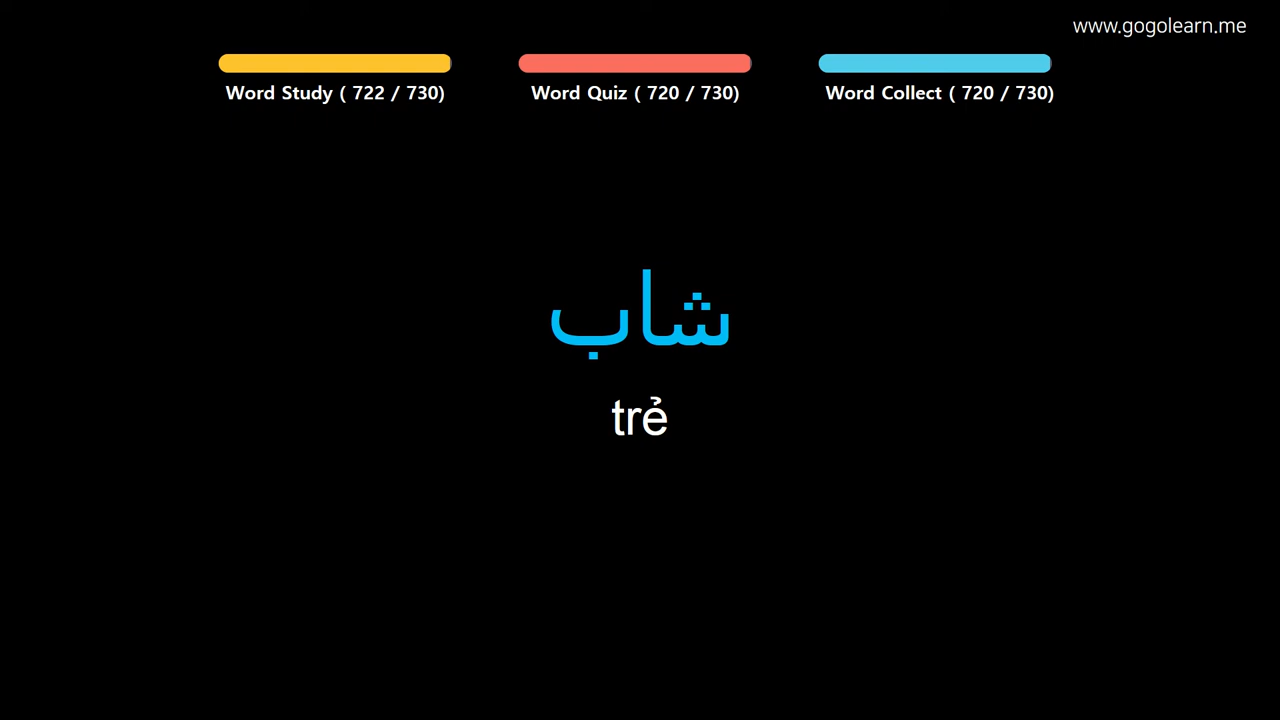 www.gogolearn.me
Word Study ( 722 / 730)
Word Quiz ( 720 / 730)
Word Collect ( 720 / 730)
شاب
trẻ